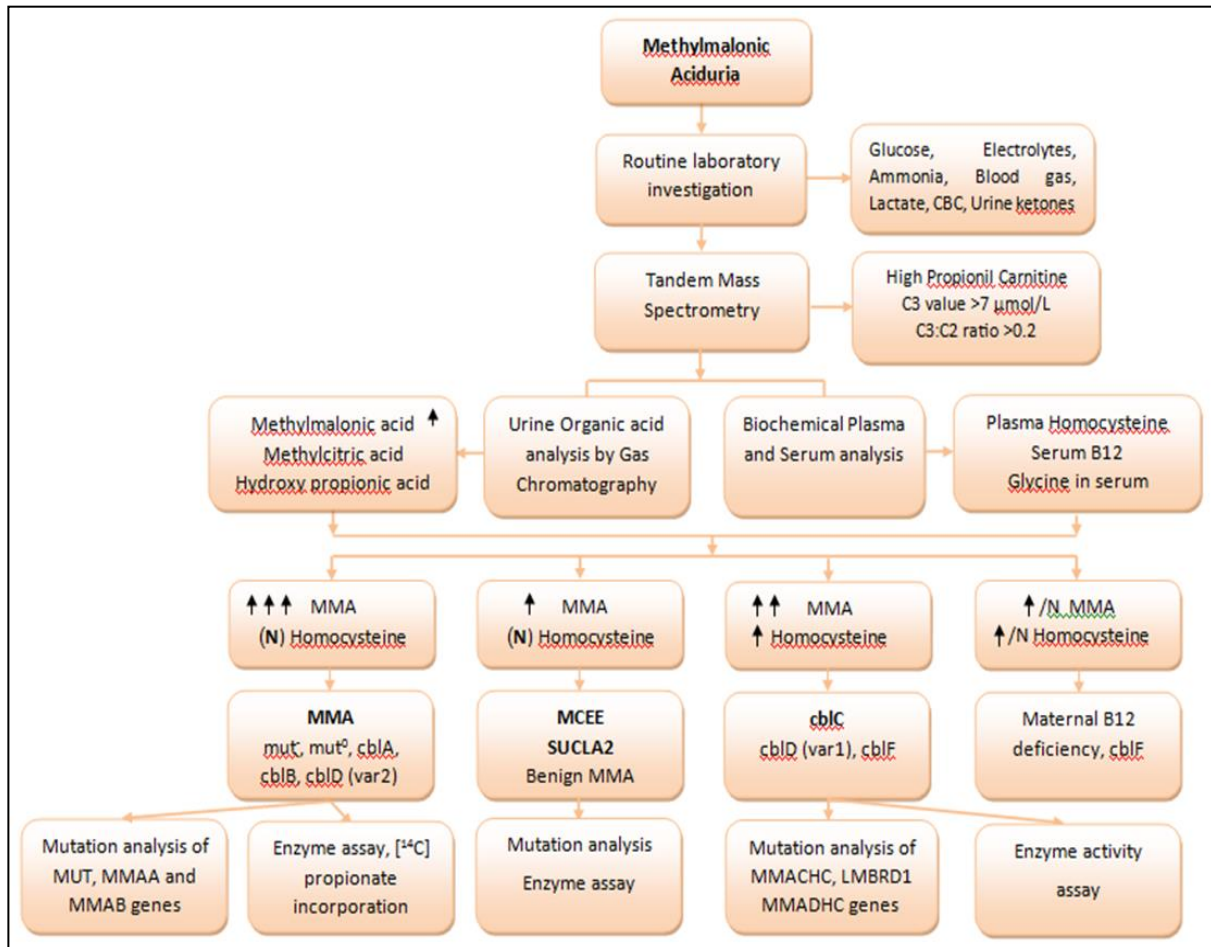 Methylmalonic
Aciduria
Routine laboratory
investigation
Glucose, Electrolytes,
Ammonia, Blood gas,
Lactate, CBC, Urine ketones
Tandem Mass
Spectrometry
High Propionil Carnitine
C3 value >7 µmol/L
C3:C2 ratio >0.2
Methylmalonic acid ↑
Methylcitric acid
Hydroxy propionic acid
Urine Organic acid
analysis by Gas
Chromatography
Biochemical Plasma
and Serum analysis
Plasma Homocysteine
Serum B12
Glycine in serum
↑↑↑ MMA
(N) Homocysteine
↑ MMA
(N) Homocysteine
↑↑ MMA
↑ Homocysteine
↑/N MMA
↑/N Homocysteine
MMA
mut⁻, mut⁰, cblA,
cblB, cblD (var2)
MCEE
SUCLA2
Benign MMA
cblC
cblD (var1), cblF
Maternal B12
deficiency, cblF
Mutation analysis of
MUT, MMAA and
MMAB genes
Enzyme assay, [¹⁴C]
propionate
incorporation
Mutation analysis
Enzyme assay
Mutation analysis of
MMACHC, LMBRD1
MMADHC genes
Enzyme activity
assay